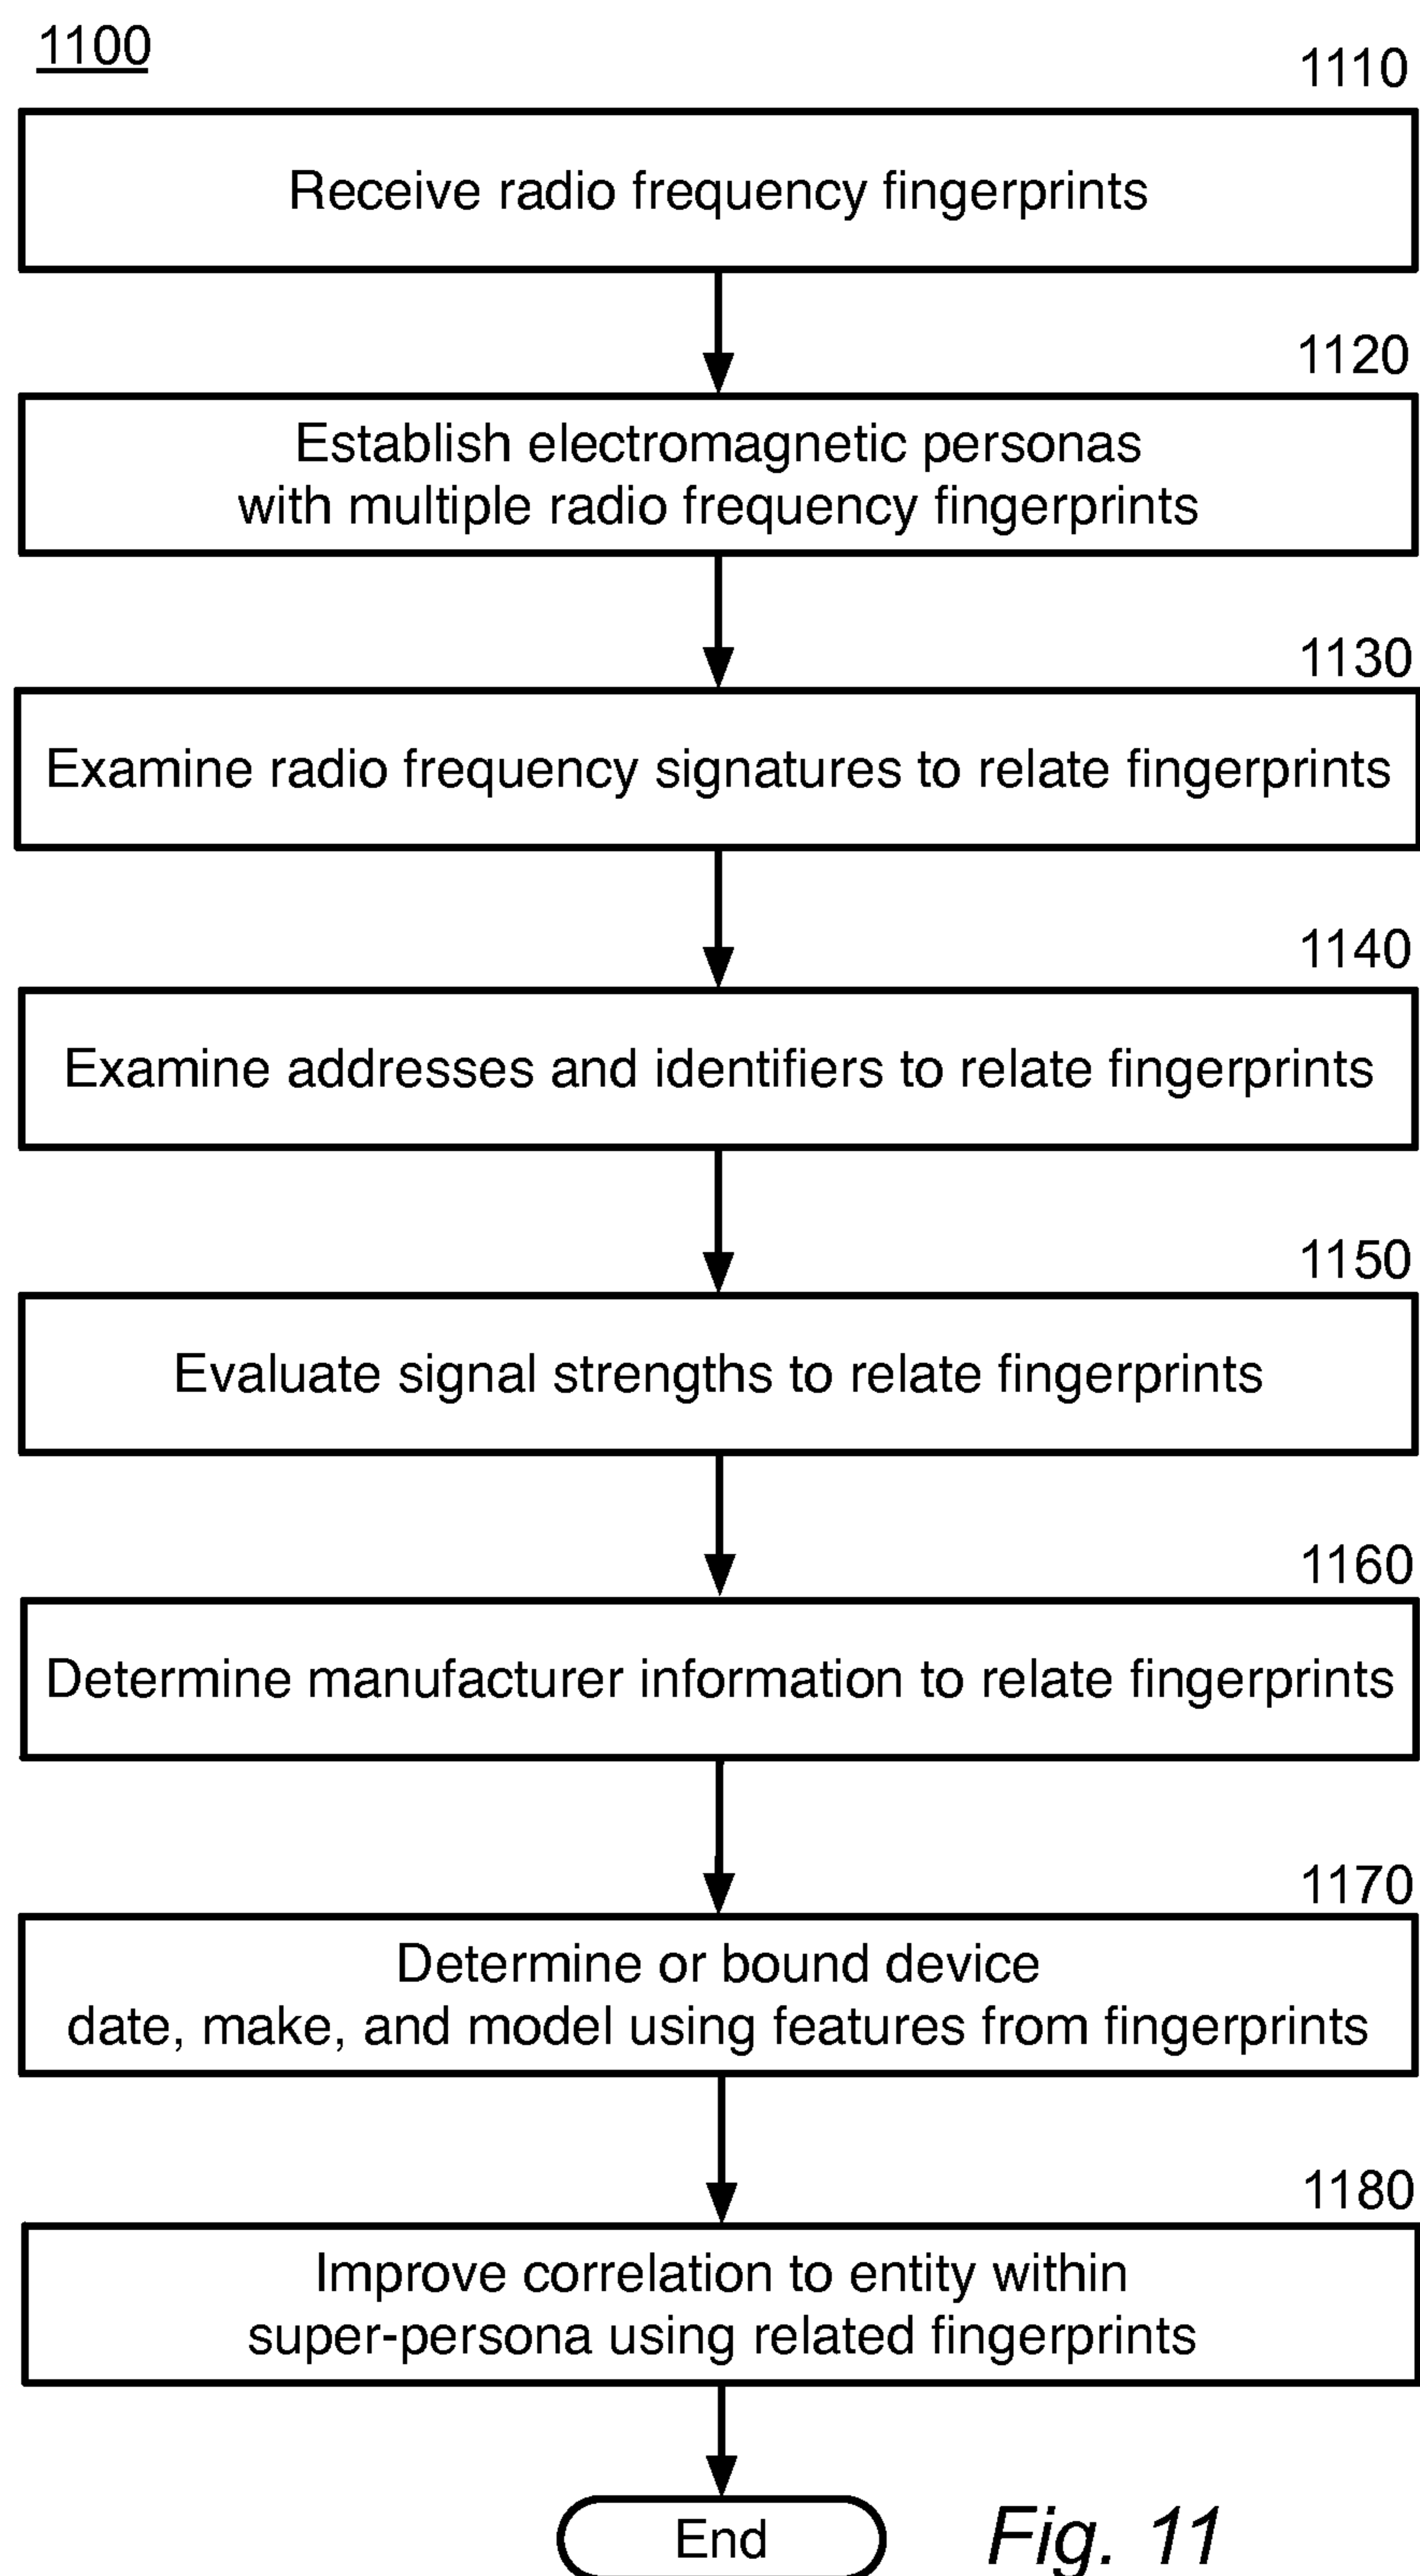 1100
1110
Receive radio frequency fingerprints
1120
Establish electromagnetic personas
with multiple radio frequency fingerprints
1130
Examine radio frequency signatures to relate fingerprints
1140
Examine addresses and identifiers to relate fingerprints
1150
Evaluate signal strengths to relate fingerprints
1160
Determine manufacturer information to relate fingerprints
1170
Determine or bound device
date, make, and model using features from fingerprints
1180
Improve correlation to entity within
super-persona using related fingerprints
End
Fig. 11